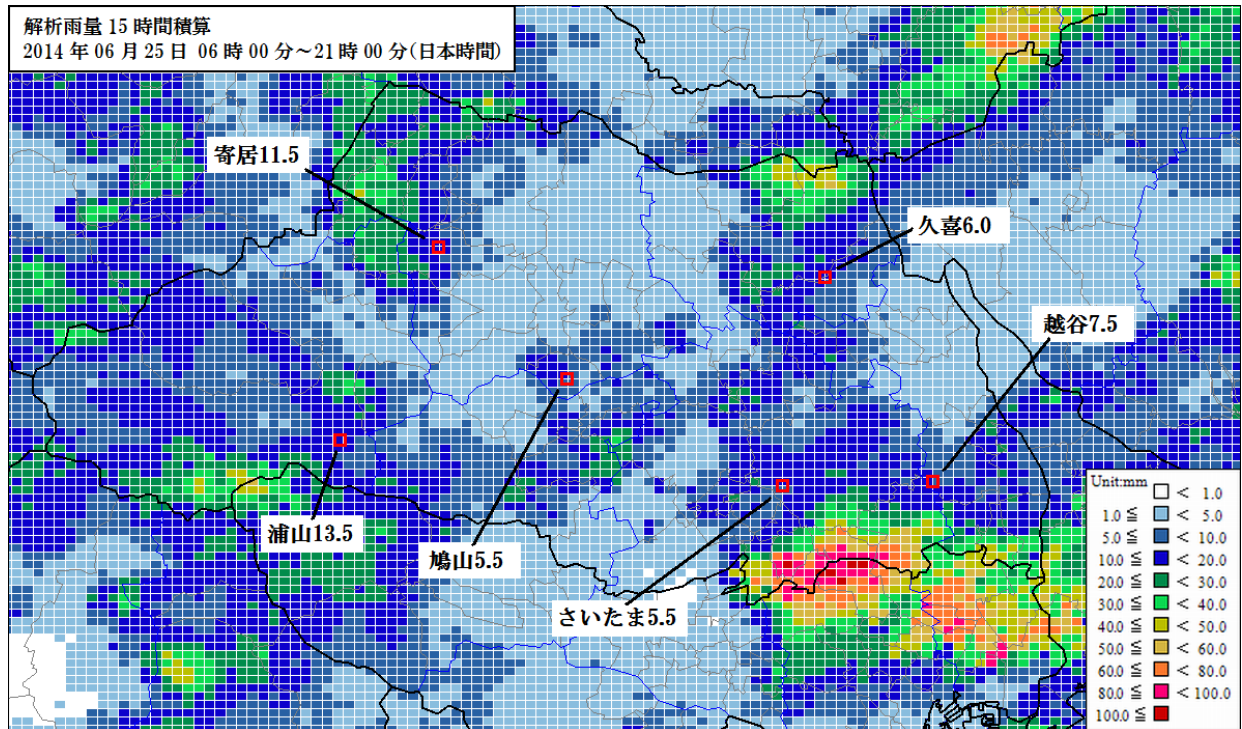 解析雨量 15 時間積算
2014 年 06 月 25 日 06 時 00 分～21 時 00 分(日本時間)
寄居11.5
久喜6.0
越谷7.5
浦山13.5
鳩山5.5
さいたま5.5
Unit:mm
< 1.0
1.0 ≦ < 5.0
5.0 ≦ < 10.0
10.0 ≦ < 20.0
20.0 ≦ < 30.0
30.0 ≦ < 40.0
40.0 ≦ < 50.0
50.0 ≦ < 60.0
60.0 ≦ < 80.0
80.0 ≦ < 100.0
100.0 ≦